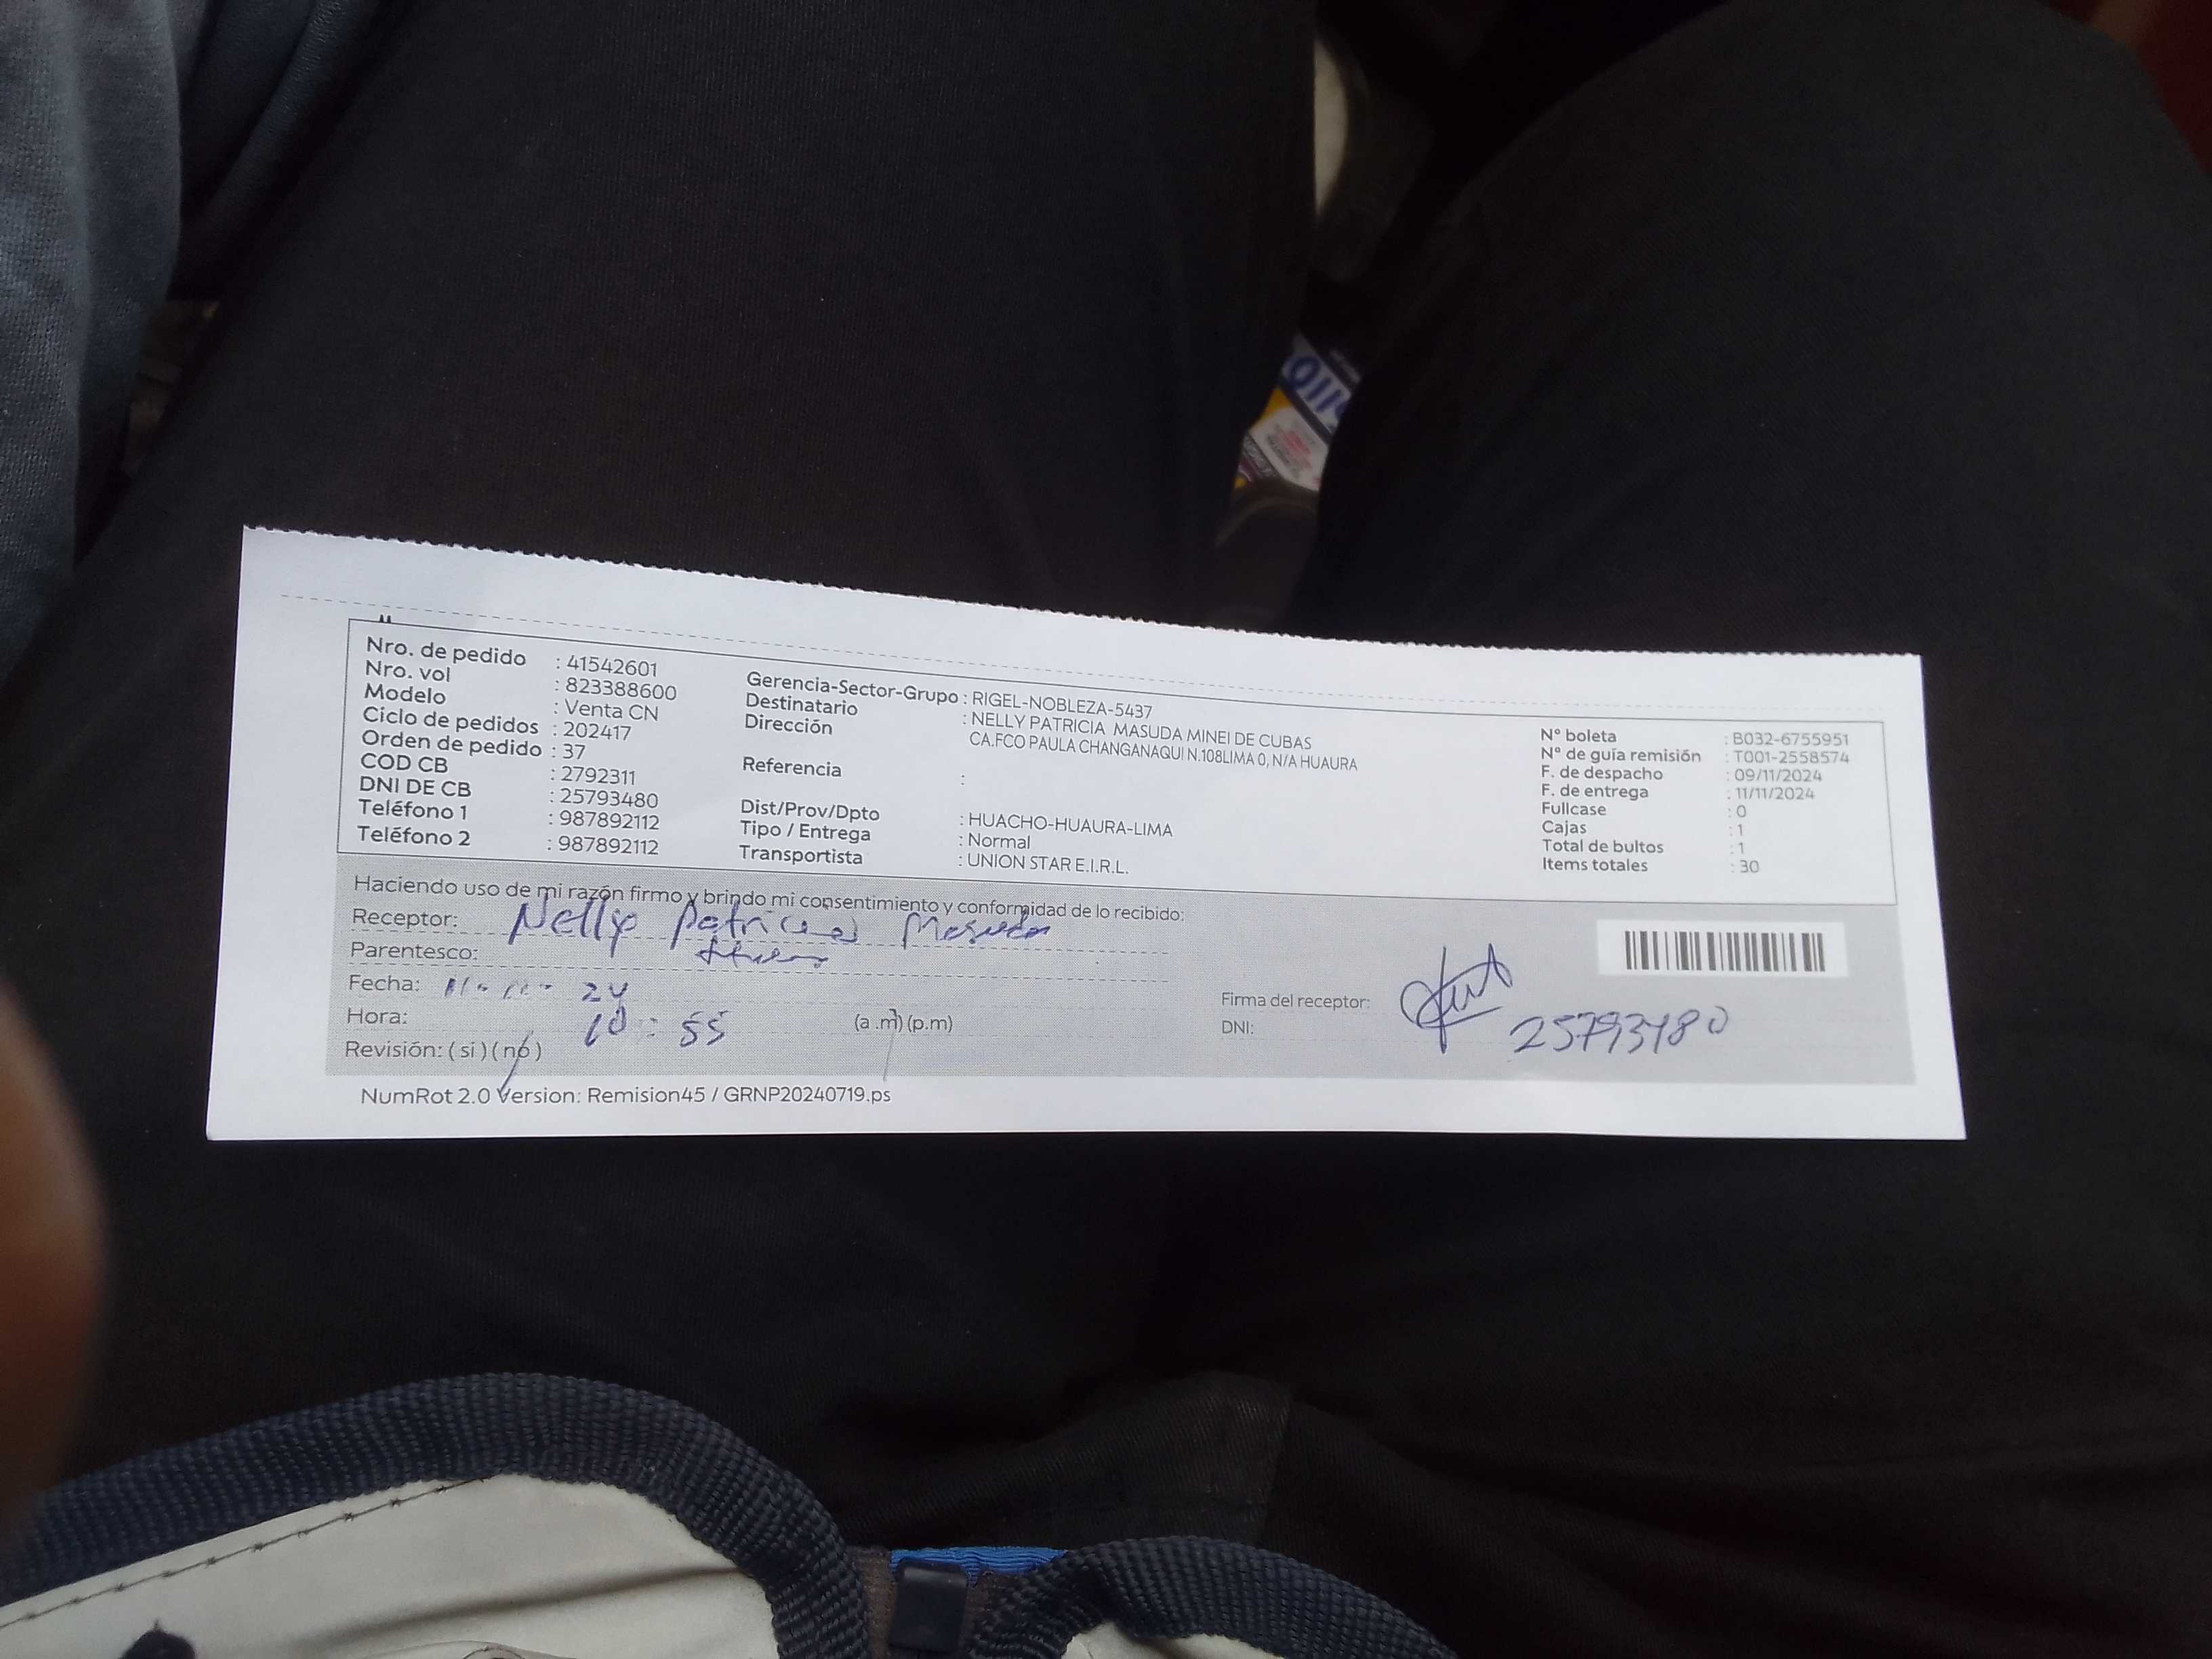 Nro. de pedido : 41542601
Nro. vol : 823388600
Modelo : Venta CN
Ciclo de pedidos : 202417
Orden de pedido : 37
COD CB : 2792311
DNI DE CB : 25793480
Teléfono 1 : 987892112
Teléfono 2 : 987892112
Gerencia-Sector-Grupo : RIGEL-NOBLEZA-5437
Destinatario : NELLY PATRICIA MASUDA MINEI DE CUBAS
Dirección CA.FCO PAULA CHANGANAQUI N.108LIMA 0, N/A HUAURA
Referencia :
Dist/Prov/Dpto : HUACHO-HUAURA-LIMA
Tipo / Entrega : Normal
Transportista : UNION STAR E.I.R.L.
N° boleta : B032-6755951
N° de guía remisión : T001-2558574
F. de despacho : 09/11/2024
F. de entrega : 11/11/2024
Fullcase : 0
Cajas : 1
Total de bultos : 1
Items totales : 30
Haciendo uso de mi razón firmo y brindo mi consentimiento y conformidad de lo recibido:
Receptor: Nelly Patricia Masuda
Parentesco:
Fecha: 24
Hora: 10:55 (a.m) (p.m)
Revisión: ( si ) ( no )
Firma del receptor:
DNI: 25793480
NumRot 2.0 Version: Remision45 / GRNP20240719.ps